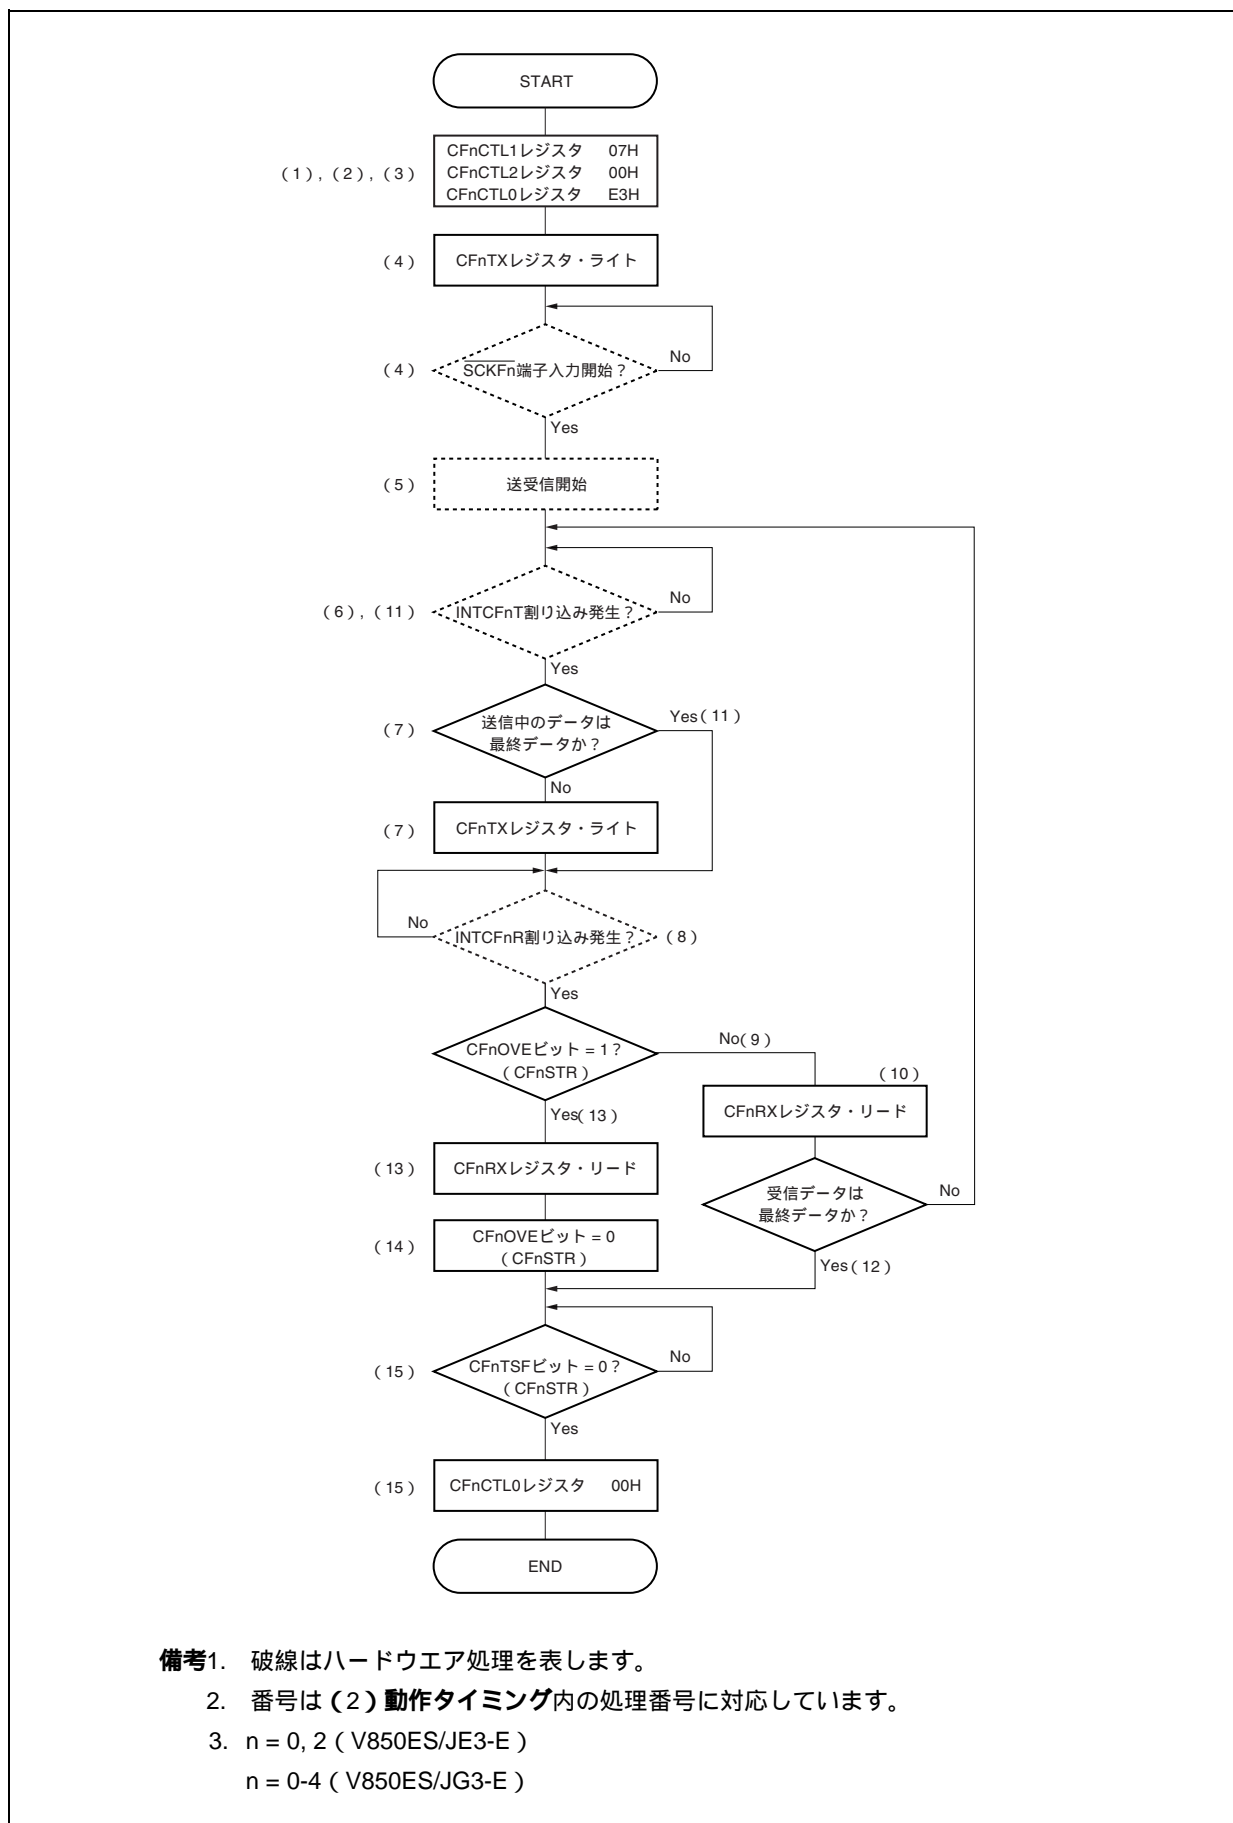 START
CFnCTL1レジスタ 07H
CFnCTL2レジスタ 00H
CFnCTL0レジスタ E3H
(1), (2), (3)
(4)
CFnTXレジスタ・ライト
(4)
SCKFn端子入力開始?
No
Yes
(5)
送受信開始
(6), (11)
INTCFnT割り込み発生?
No
Yes
(7)
送信中のデータは
最終データか?
Yes(11)
No
(7)
CFnTXレジスタ・ライト
No
INTCFnR割り込み発生?
(8)
Yes
CFnOVEビット = 1?
(CFnSTR)
No(9)
(10)
CFnRXレジスタ・リード
Yes(13)
(13)
CFnRXレジスタ・リード
受信データは
最終データか?
No
(14)
CFnOVEビット = 0
(CFnSTR)
Yes(12)
(15)
CFnTSFビット = 0?
(CFnSTR)
No
Yes
(15)
CFnCTL0レジスタ 00H
END
備考1. 破線はハードウエア処理を表します。
2. 番号は(2)動作タイミング内の処理番号に対応しています。
3. n = 0, 2(V850ES/JE3-E)
n = 0-4(V850ES/JG3-E)